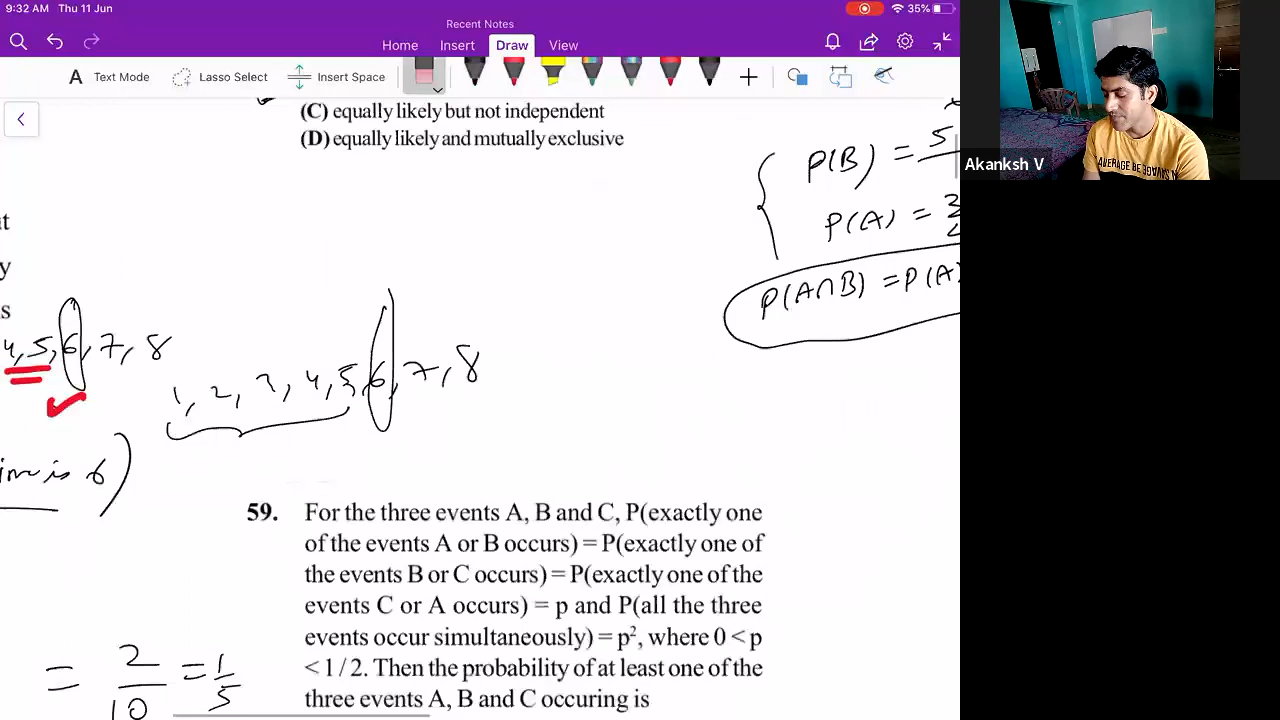 9:32 AM Thu 11 Jun
35%
Recent Notes
Home Insert Draw View
Text Mode Lasso Select Insert Space
(C) equally likely but not independent
(D) equally likely and mutually exclusive
P(B) = 5
Akanksh V
AVERAGE BE
P(A) =
P(A∩B) = P(A)
4, 5, 6, 7, 8
1, 2, 3, 4, 5, 6, 7, 8
is 6)
59. For the three events A, B and C, P(exactly one
of the events A or B occurs) = P(exactly one of
the events B or C occurs) = P(exactly one of the
events C or A occurs) = p and P(all the three
events occur simultaneously) = p², where 0 < p
< 1 / 2. Then the probability of at least one of the
three events A, B and C occuring is
= 2/10 = 1/5